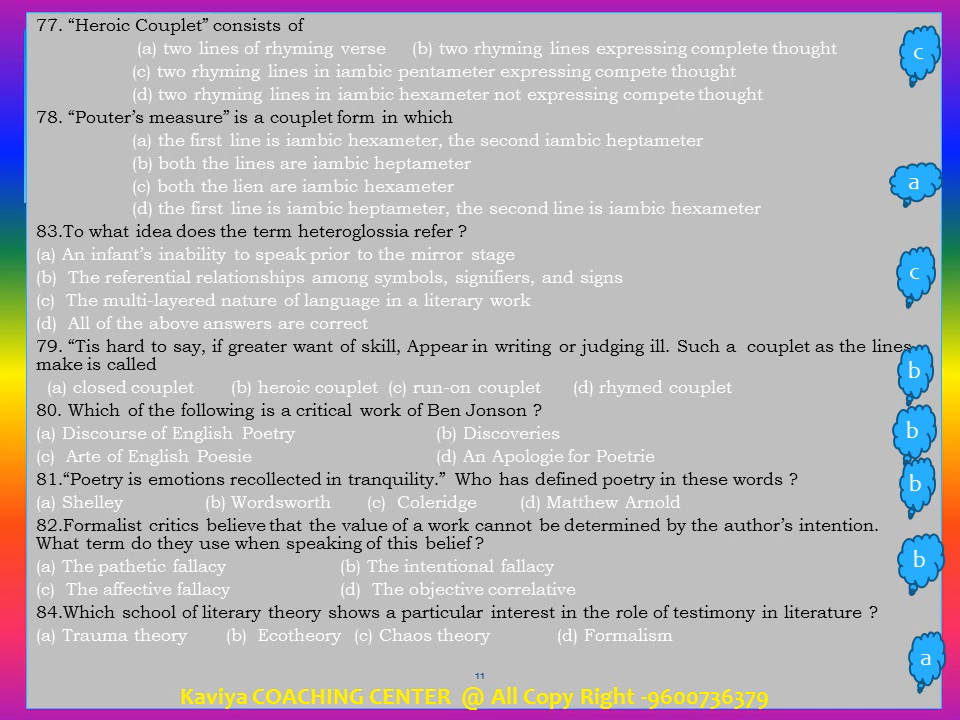 77. “Heroic Couplet” consists of
(a) two lines of rhyming verse (b) two rhyming lines expressing complete thought
c
(c) two rhyming lines in iambic pentameter expressing compete thought
(d) two rhyming lines in iambic hexameter not expressing compete thought
78. “Pouter’s measure” is a couplet form in which
(a) the first line is iambic hexameter, the second iambic heptameter
(b) both the lines are iambic heptameter
(c) both the lien are iambic hexameter
a
(d) the first line is iambic heptameter, the second line is iambic hexameter
83.To what idea does the term heteroglossia refer ?
(a) An infant’s inability to speak prior to the mirror stage
(b) The referential relationships among symbols, signifiers, and signs
c
(c) The multi-layered nature of language in a literary work
(d) All of the above answers are correct
79. “Tis hard to say, if greater want of skill, Appear in writing or judging ill. Such a couplet as the lines
make is called
b
(a) closed couplet (b) heroic couplet (c) run-on couplet (d) rhymed couplet
80. Which of the following is a critical work of Ben Jonson ?
(a) Discourse of English Poetry (b) Discoveries
b
(c) Arte of English Poesie (d) An Apologie for Poetrie
81.“Poetry is emotions recollected in tranquility.” Who has defined poetry in these words ?
b
(a) Shelley (b) Wordsworth (c) Coleridge (d) Matthew Arnold
82.Formalist critics believe that the value of a work cannot be determined by the author’s intention.
What term do they use when speaking of this belief ?
b
(a) The pathetic fallacy (b) The intentional fallacy
(c) The affective fallacy (d) The objective correlative
84.Which school of literary theory shows a particular interest in the role of testimony in literature ?
(a) Trauma theory (b) Ecotheory (c) Chaos theory (d) Formalism
a
11
Kaviya COACHING CENTER @ All Copy Right -9600736379